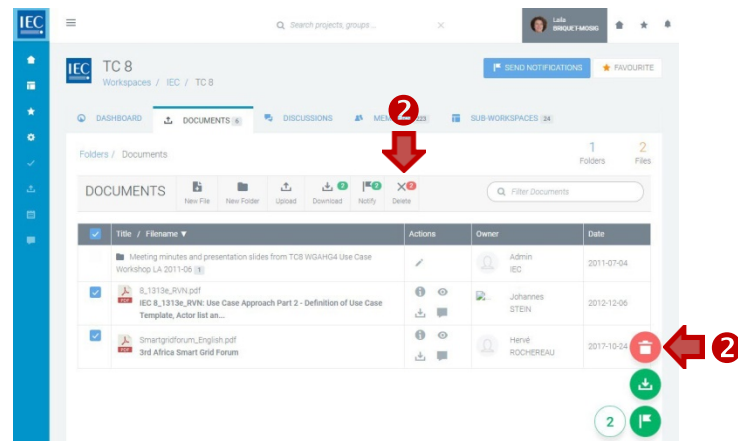 IEC
Search projects, groups ...
Laila
BRIQUET-MOSIG
IEC
TC 8
Workspaces / IEC / TC 8
SEND NOTIFICATIONS
FAVOURITE
DASHBOARD
DOCUMENTS 6
DISCUSSIONS
MEM
223
SUB-WORKSPACES 24
2
Folders / Documents
1
Folders
2
Files
DOCUMENTS
New File
New Folder
Upload
2
Download
2
Notify
2
Delete
Filter Documents
Title / Filename ▼
Actions
Owner
Date
Meeting minutes and presentation slides from TC8 WGAHG4 Use Case
Workshop LA 2011-06 1
Admin
IEC
2011-07-04
PDF
8_1313e_RVN.pdf
IEC 8_1313e_RVN: Use Case Approach Part 2 - Definition of Use Case
Template, Actor list an...
Johannes
STEIN
2012-12-06
PDF
Smartgridforum_English.pdf
3rd Africa Smart Grid Forum
Hervé
ROCHEREAU
2017-10-24
2
2